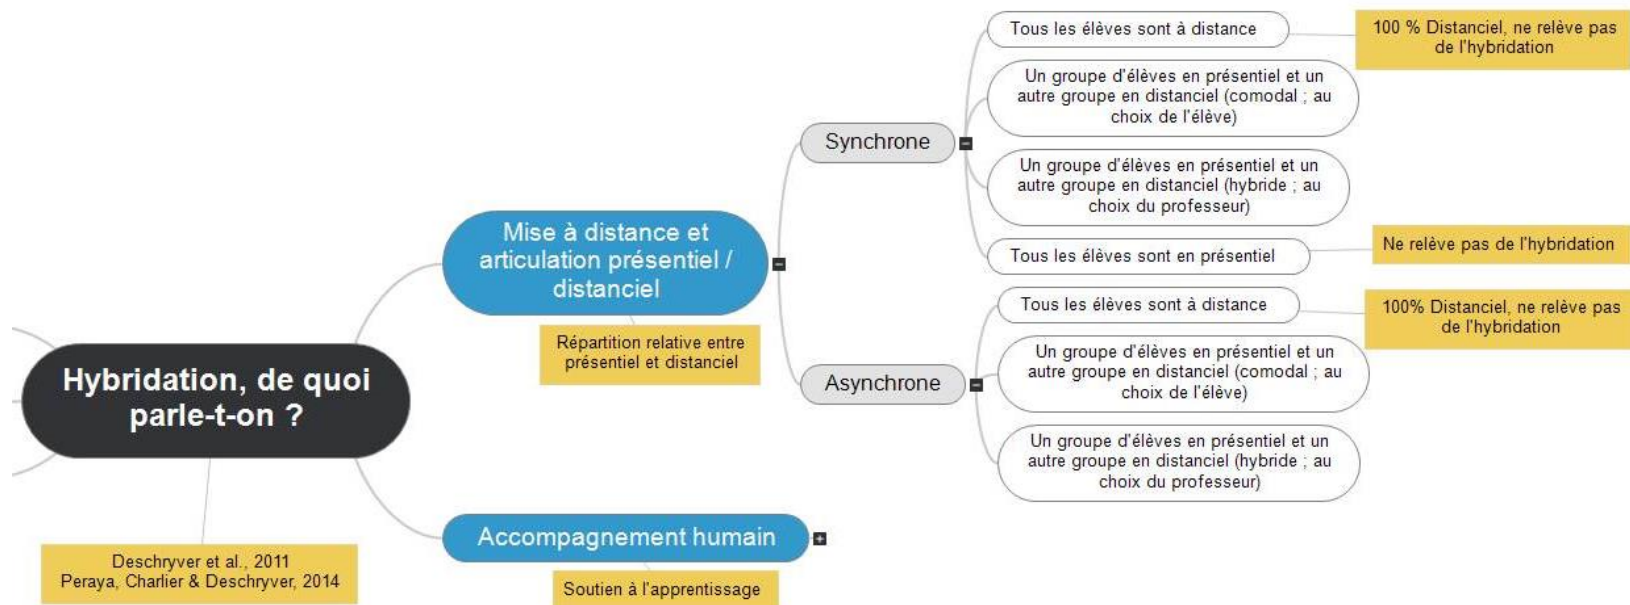 Hybridation, de quoi
parle-t-on ?
Deschryver et al., 2011
Peraya, Charlier & Deschryver, 2014
Mise à distance et
articulation présentiel /
distanciel
Répartition relative entre
présentiel et distanciel
Synchrone
Tous les élèves sont à distance
100 % Distanciel, ne relève pas
de l'hybridation
Un groupe d'élèves en présentiel et un
autre groupe en distanciel (comodal ; au
choix de l'élève)
Un groupe d'élèves en présentiel et un
autre groupe en distanciel (hybride ; au
choix du professeur)
Tous les élèves sont en présentiel
Ne relève pas de l'hybridation
Asynchrone
Tous les élèves sont à distance
100% Distanciel, ne relève pas
de l'hybridation
Un groupe d'élèves en présentiel et un
autre groupe en distanciel (comodal ; au
choix de l'élève)
Un groupe d'élèves en présentiel et un
autre groupe en distanciel (hybride ; au
choix du professeur)
Accompagnement humain
Soutien à l'apprentissage